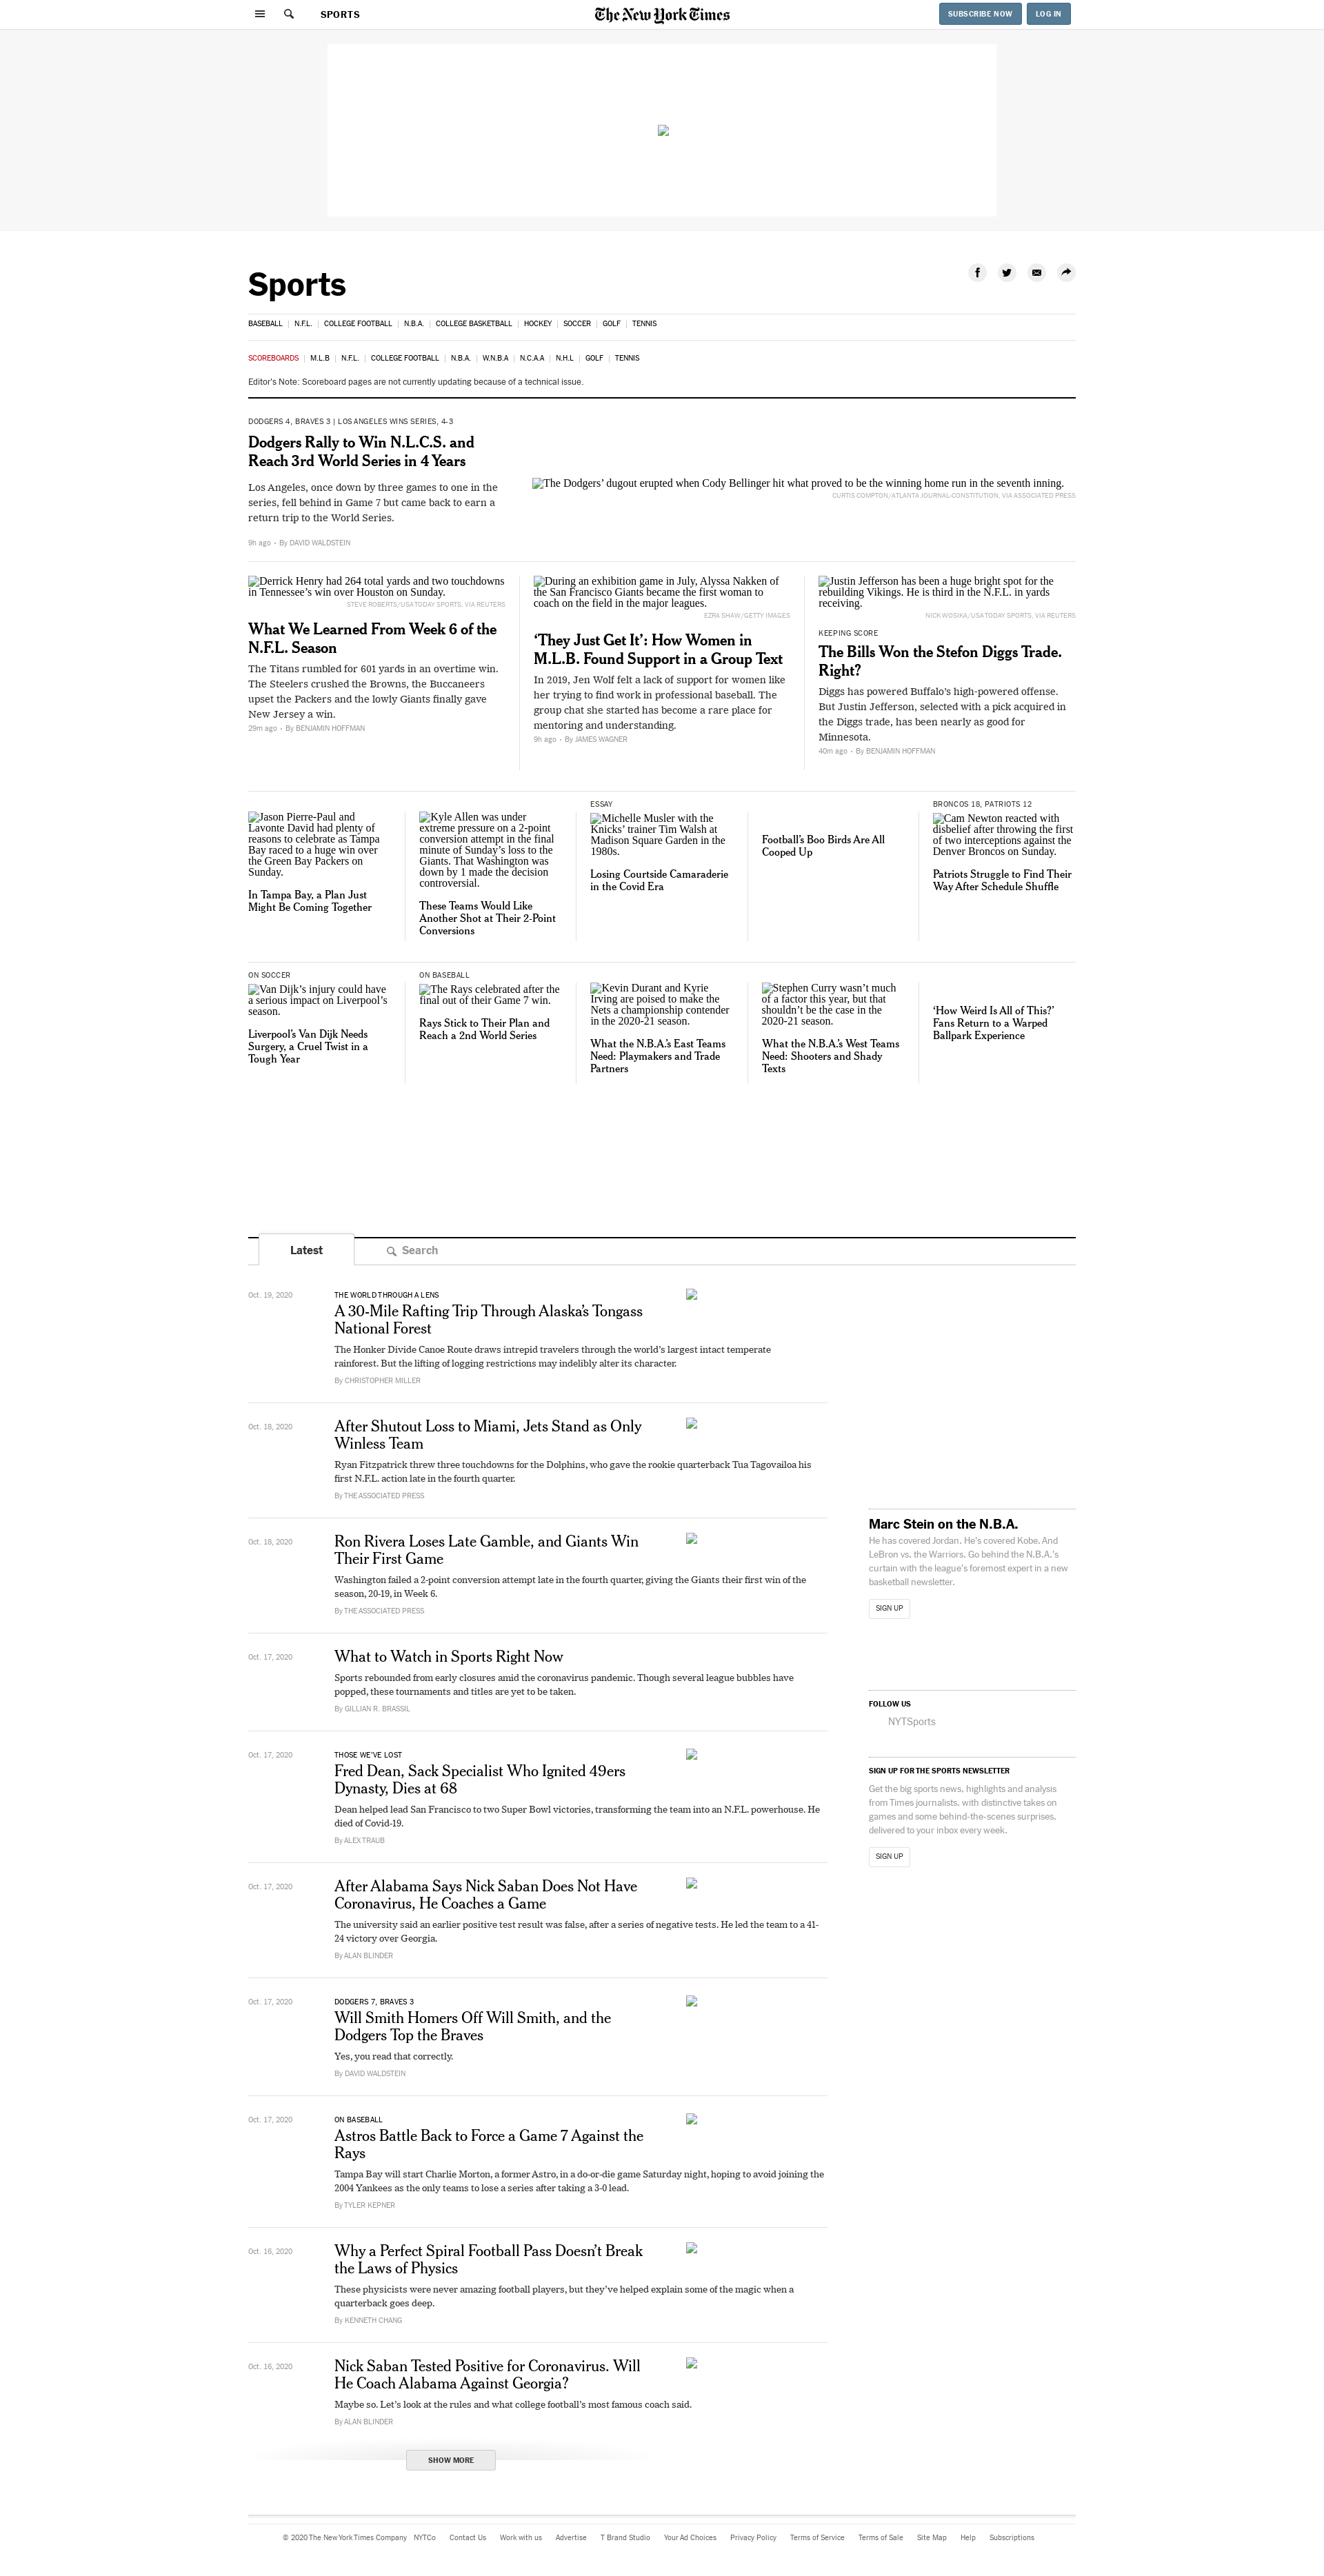 SPORTS
The New York Times
SUBSCRIBE NOW
LOG IN
Sports
BASEBALL | N.F.L. | COLLEGE FOOTBALL | N.B.A. | COLLEGE BASKETBALL | HOCKEY | SOCCER | GOLF | TENNIS
SCOREBOARDS | M.L.B | N.F.L. | COLLEGE FOOTBALL | N.B.A. | W.N.B.A | N.C.A.A | N.H.L | GOLF | TENNIS
Editor's Note: Scoreboard pages are not currently updating because of a technical issue.
DODGERS 4, BRAVES 3 | LOS ANGELES WINS SERIES, 4-3
Dodgers Rally to Win N.L.C.S. and
Reach 3rd World Series in 4 Years
Los Angeles, once down by three games to one in the
series, fell behind in Game 7 but came back to earn a
return trip to the World Series.
9h ago • By DAVID WALDSTEIN
The Dodgers’ dugout erupted when Cody Bellinger hit what proved to be the winning home run in the seventh inning.
CURTIS COMPTON/ATLANTA JOURNAL-CONSTITUTION, VIA ASSOCIATED PRESS
Derrick Henry had 264 total yards and two touchdowns
in Tennessee’s win over Houston on Sunday.
STEVE ROBERTS/USA TODAY SPORTS, VIA REUTERS
What We Learned From Week 6 of the
N.F.L. Season
The Titans rumbled for 601 yards in an overtime win.
The Steelers crushed the Browns, the Buccaneers
upset the Packers and the lowly Giants finally gave
New Jersey a win.
29m ago • By BENJAMIN HOFFMAN
During an exhibition game in July, Alyssa Nakken of
the San Francisco Giants became the first woman to
coach on the field in the major leagues.
EZRA SHAW/GETTY IMAGES
‘They Just Get It’: How Women in
M.L.B. Found Support in a Group Text
In 2019, Jen Wolf felt a lack of support for women like
her trying to find work in professional baseball. The
group chat she started has become a rare place for
mentoring and understanding.
9h ago • By JAMES WAGNER
Justin Jefferson has been a huge bright spot for the
rebuilding Vikings. He is third in the N.F.L. in yards
receiving.
NICK WOSIKA/USA TODAY SPORTS, VIA REUTERS
KEEPING SCORE
The Bills Won the Stefon Diggs Trade.
Right?
Diggs has powered Buffalo’s high-powered offense.
But Justin Jefferson, selected with a pick acquired in
the Diggs trade, has been nearly as good for
Minnesota.
40m ago • By BENJAMIN HOFFMAN
Jason Pierre-Paul and
Lavonte David had plenty of
reasons to celebrate as Tampa
Bay raced to a huge win over
the Green Bay Packers on
Sunday.
In Tampa Bay, a Plan Just
Might Be Coming Together
Kyle Allen was under
extreme pressure on a 2-point
conversion attempt in the final
minute of Sunday’s loss to the
Giants. That Washington was
down by 1 made the decision
controversial.
These Teams Would Like
Another Shot at Their 2-Point
Conversions
ESSAY
Michelle Musler with the
Knicks’ trainer Tim Walsh at
Madison Square Garden in the
1980s.
Losing Courtside Camaraderie
in the Covid Era
Football’s Boo Birds Are All
Cooped Up
BRONCOS 18, PATRIOTS 12
Cam Newton reacted with
disbelief after throwing the first
of two interceptions against the
Denver Broncos on Sunday.
Patriots Struggle to Find Their
Way After Schedule Shuffle
ON SOCCER
Van Dijk’s injury could have
a serious impact on Liverpool’s
season.
Liverpool’s Van Dijk Needs
Surgery, a Cruel Twist in a
Tough Year
ON BASEBALL
The Rays celebrated after the
final out of their Game 7 win.
Rays Stick to Their Plan and
Reach a 2nd World Series
Kevin Durant and Kyrie
Irving are poised to make the
Nets a championship contender
in the 2020-21 season.
What the N.B.A.’s East Teams
Need: Playmakers and Trade
Partners
Stephen Curry wasn’t much
of a factor this year, but that
shouldn’t be the case in the
2020-21 season.
What the N.B.A.’s West Teams
Need: Shooters and Shady
Texts
‘How Weird Is All of This?’
Fans Return to a Warped
Ballpark Experience
Latest
Search
Oct. 19, 2020
THE WORLD THROUGH A LENS
A 30-Mile Rafting Trip Through Alaska’s Tongass
National Forest
The Honker Divide Canoe Route draws intrepid travelers through the world’s largest intact temperate
rainforest. But the lifting of logging restrictions may indelibly alter its character.
By CHRISTOPHER MILLER
Oct. 18, 2020
After Shutout Loss to Miami, Jets Stand as Only
Winless Team
Ryan Fitzpatrick threw three touchdowns for the Dolphins, who gave the rookie quarterback Tua Tagovailoa his
first N.F.L. action late in the fourth quarter.
By THE ASSOCIATED PRESS
Oct. 18, 2020
Ron Rivera Loses Late Gamble, and Giants Win
Their First Game
Washington failed a 2-point conversion attempt late in the fourth quarter, giving the Giants their first win of the
season, 20-19, in Week 6.
By THE ASSOCIATED PRESS
Oct. 17, 2020
What to Watch in Sports Right Now
Sports rebounded from early closures amid the coronavirus pandemic. Though several league bubbles have
popped, these tournaments and titles are yet to be taken.
By GILLIAN R. BRASSIL
Oct. 17, 2020
THOSE WE’VE LOST
Fred Dean, Sack Specialist Who Ignited 49ers
Dynasty, Dies at 68
Dean helped lead San Francisco to two Super Bowl victories, transforming the team into an N.F.L. powerhouse. He
died of Covid-19.
By ALEX TRAUB
Oct. 17, 2020
After Alabama Says Nick Saban Does Not Have
Coronavirus, He Coaches a Game
The university said an earlier positive test result was false, after a series of negative tests. He led the team to a 41-
24 victory over Georgia.
By ALAN BLINDER
Oct. 17, 2020
DODGERS 7, BRAVES 3
Will Smith Homers Off Will Smith, and the
Dodgers Top the Braves
Yes, you read that correctly.
By DAVID WALDSTEIN
Oct. 17, 2020
ON BASEBALL
Astros Battle Back to Force a Game 7 Against the
Rays
Tampa Bay will start Charlie Morton, a former Astro, in a do-or-die game Saturday night, hoping to avoid joining the
2004 Yankees as the only teams to lose a series after taking a 3-0 lead.
By TYLER KEPNER
Oct. 16, 2020
Why a Perfect Spiral Football Pass Doesn’t Break
the Laws of Physics
These physicists were never amazing football players, but they’ve helped explain some of the magic when a
quarterback goes deep.
By KENNETH CHANG
Oct. 16, 2020
Nick Saban Tested Positive for Coronavirus. Will
He Coach Alabama Against Georgia?
Maybe so. Let’s look at the rules and what college football’s most famous coach said.
By ALAN BLINDER
SHOW MORE
Marc Stein on the N.B.A.
He has covered Jordan. He’s covered Kobe. And
LeBron vs. the Warriors. Go behind the N.B.A.’s
curtain with the league’s foremost expert in a new
basketball newsletter.
SIGN UP
FOLLOW US
NYTSports
SIGN UP FOR THE SPORTS NEWSLETTER
Get the big sports news, highlights and analysis
from Times journalists, with distinctive takes on
games and some behind-the-scenes surprises,
delivered to your inbox every week.
SIGN UP
© 2020 The New York Times Company NYTCo Contact Us Work with us Advertise T Brand Studio Your Ad Choices Privacy Policy Terms of Service Terms of Sale Site Map Help Subscriptions